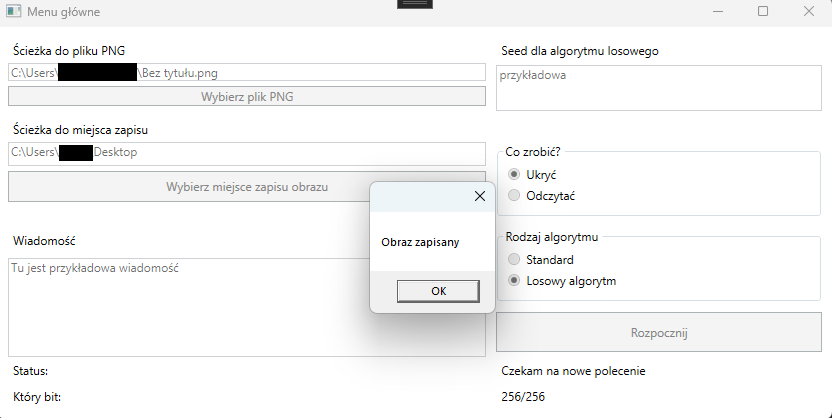 Menu główne
Ścieżka do pliku PNG
C:\Users\ \Bez tytułu.png
Wybierz plik PNG
Ścieżka do miejsca zapisu
C:\Users\ Desktop
Wybierz miejsce zapisu obrazu
Wiadomość
Tu jest przykładowa wiadomość
Status:
Który bit:
Seed dla algorytmu losowego
przykładowa
Co zrobić?
Ukryć
Odczytać
Rodzaj algorytmu
Standard
Losowy algorytm
Rozpocznij
Czekam na nowe polecenie
256/256
Obraz zapisany
OK